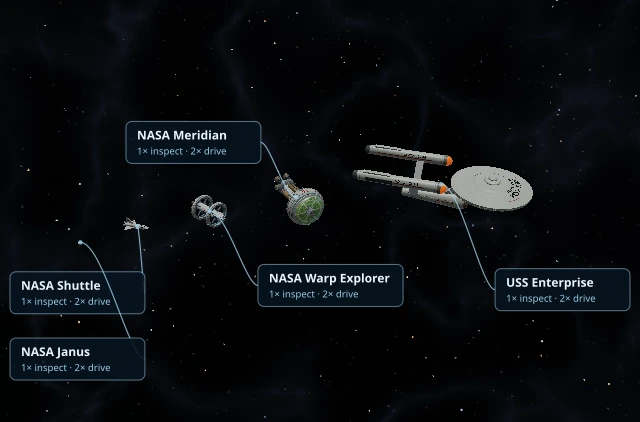 NASA Meridian
1× inspect · 2× drive
NASA Shuttle
1× inspect · 2× drive
NASA Warp Explorer
1× inspect · 2× drive
USS Enterprise
1× inspect · 2× drive
NASA Janus
1× inspect · 2× drive